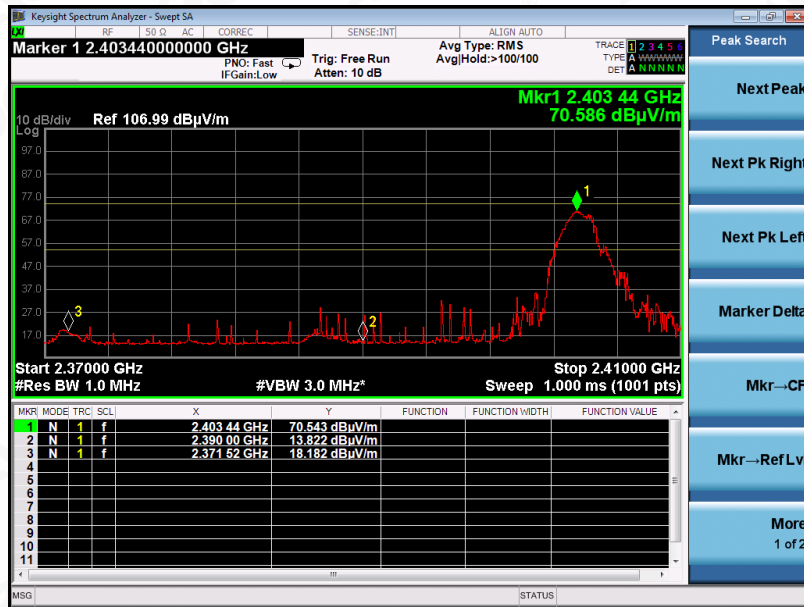 Keysight Spectrum Analyzer - Swept SA
LXI RF 50 Ω AC CORREC SENSE:INT ALIGN AUTO
Marker 1 2.403440000000 GHz
PNO: Fast
IFGain:Low
Trig: Free Run
Atten: 10 dB
Avg Type: RMS
Avg|Hold:>100/100
TRACE 1 2 3 4 5 6
TYPE A WWWWW
DET A N N N N N
Mkr1 2.403 44 GHz
70.586 dBµV/m
10 dB/div Ref 106.99 dBµV/m
Log
97.0
87.0
77.0
67.0
57.0
47.0
37.0
27.0
17.0
1
2
3
Start 2.37000 GHz Stop 2.41000 GHz
#Res BW 1.0 MHz #VBW 3.0 MHz* Sweep 1.000 ms (1001 pts)
MKR MODE TRC SCL X Y FUNCTION FUNCTION WIDTH FUNCTION VALUE
1 N 1 f 2.403 44 GHz 70.543 dBµV/m
2 N 1 f 2.390 00 GHz 13.822 dBµV/m
3 N 1 f 2.371 52 GHz 18.182 dBµV/m
4
5
6
7
8
9
10
11
MSG STATUS
Peak Search
Next Peak
Next Pk Right
Next Pk Left
Marker Delta
Mkr→CF
Mkr→Ref Lv
More
1 of 2